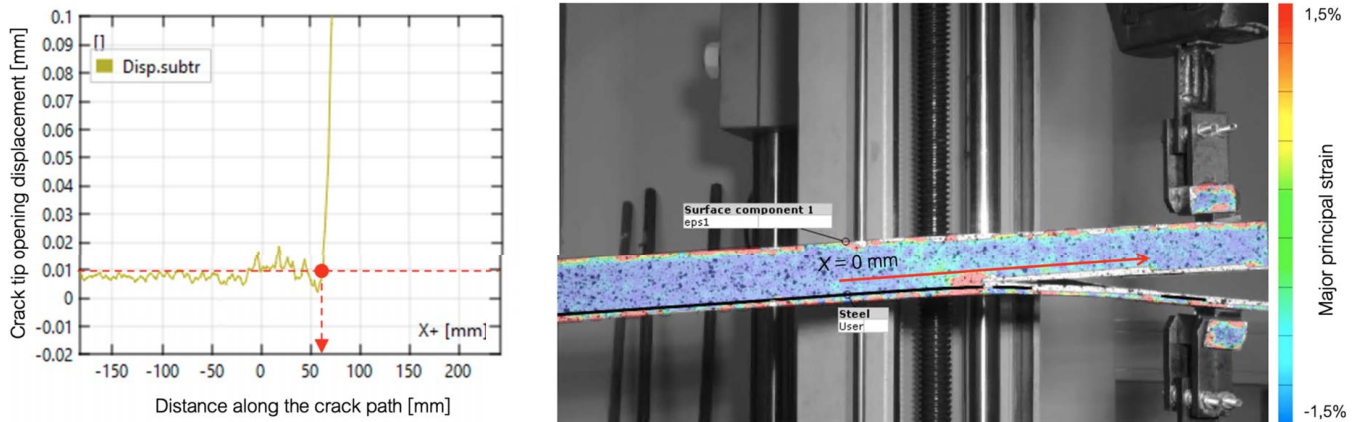 Crack tip opening displacement [mm]
0.1
0.09
0.08
0.07
0.06
0.05
0.04
0.03
0.02
0.01
0
-0.01
-0.02
[]
Disp.subtr
X+ [mm]
-150
-100
-50
0
50
100
150
200
Distance along the crack path [mm]
Surface component 1
eps1
X = 0 mm
Steel
User
1,5%
Major principal strain
-1,5%